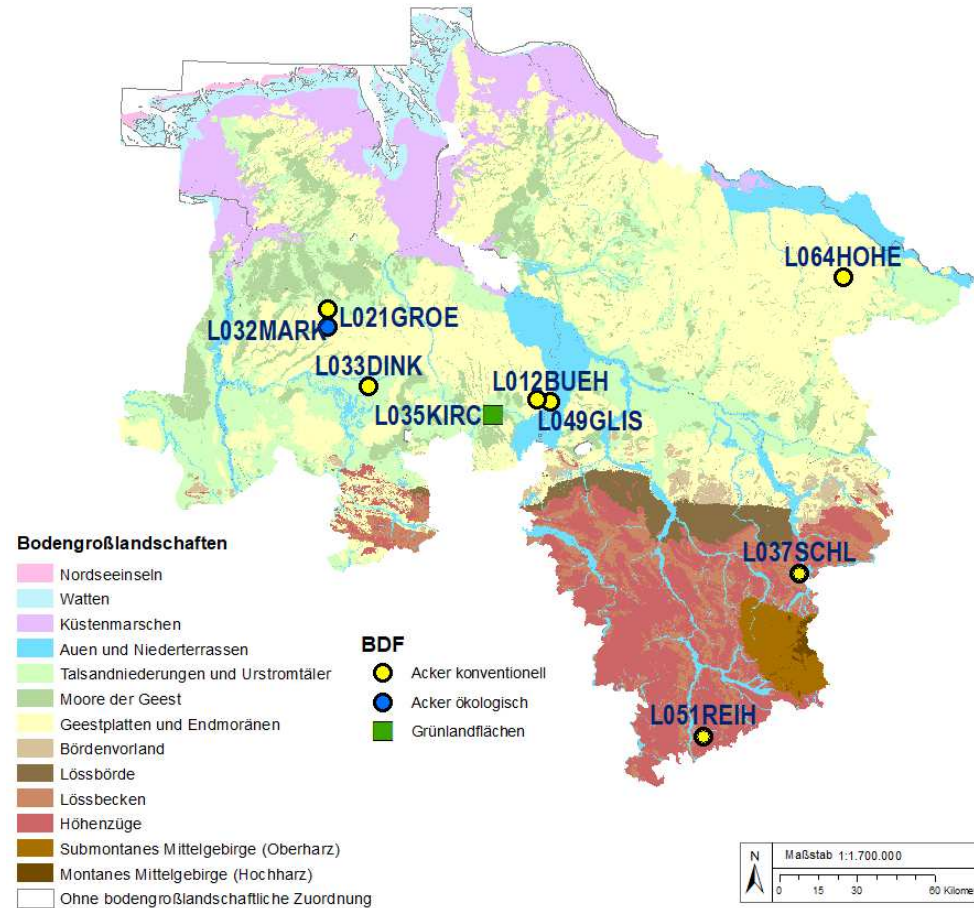 L064HOHE
L021GROE
L032MARK
L033DINK
L012BUEH
L035KIRC
L049GLIS
L037SCHL
L051REIH
Bodengroßlandschaften
Nordseeinseln
Watten
Küstenmarschen
Auen und Niederterrassen
Talsandniederungen und Urstromtäler
Moore der Geest
Geestplatten und Endmoränen
Bördenvorland
Lössbörde
Lössbecken
Höhenzüge
Submontanes Mittelgebirge (Oberharz)
Montanes Mittelgebirge (Hochharz)
Ohne bodengroßlandschaftliche Zuordnung
BDF
Acker konventionell
Acker ökologisch
Grünlandflächen
N
Maßstab 1:1.700.000
0 15 30 60 Kilome